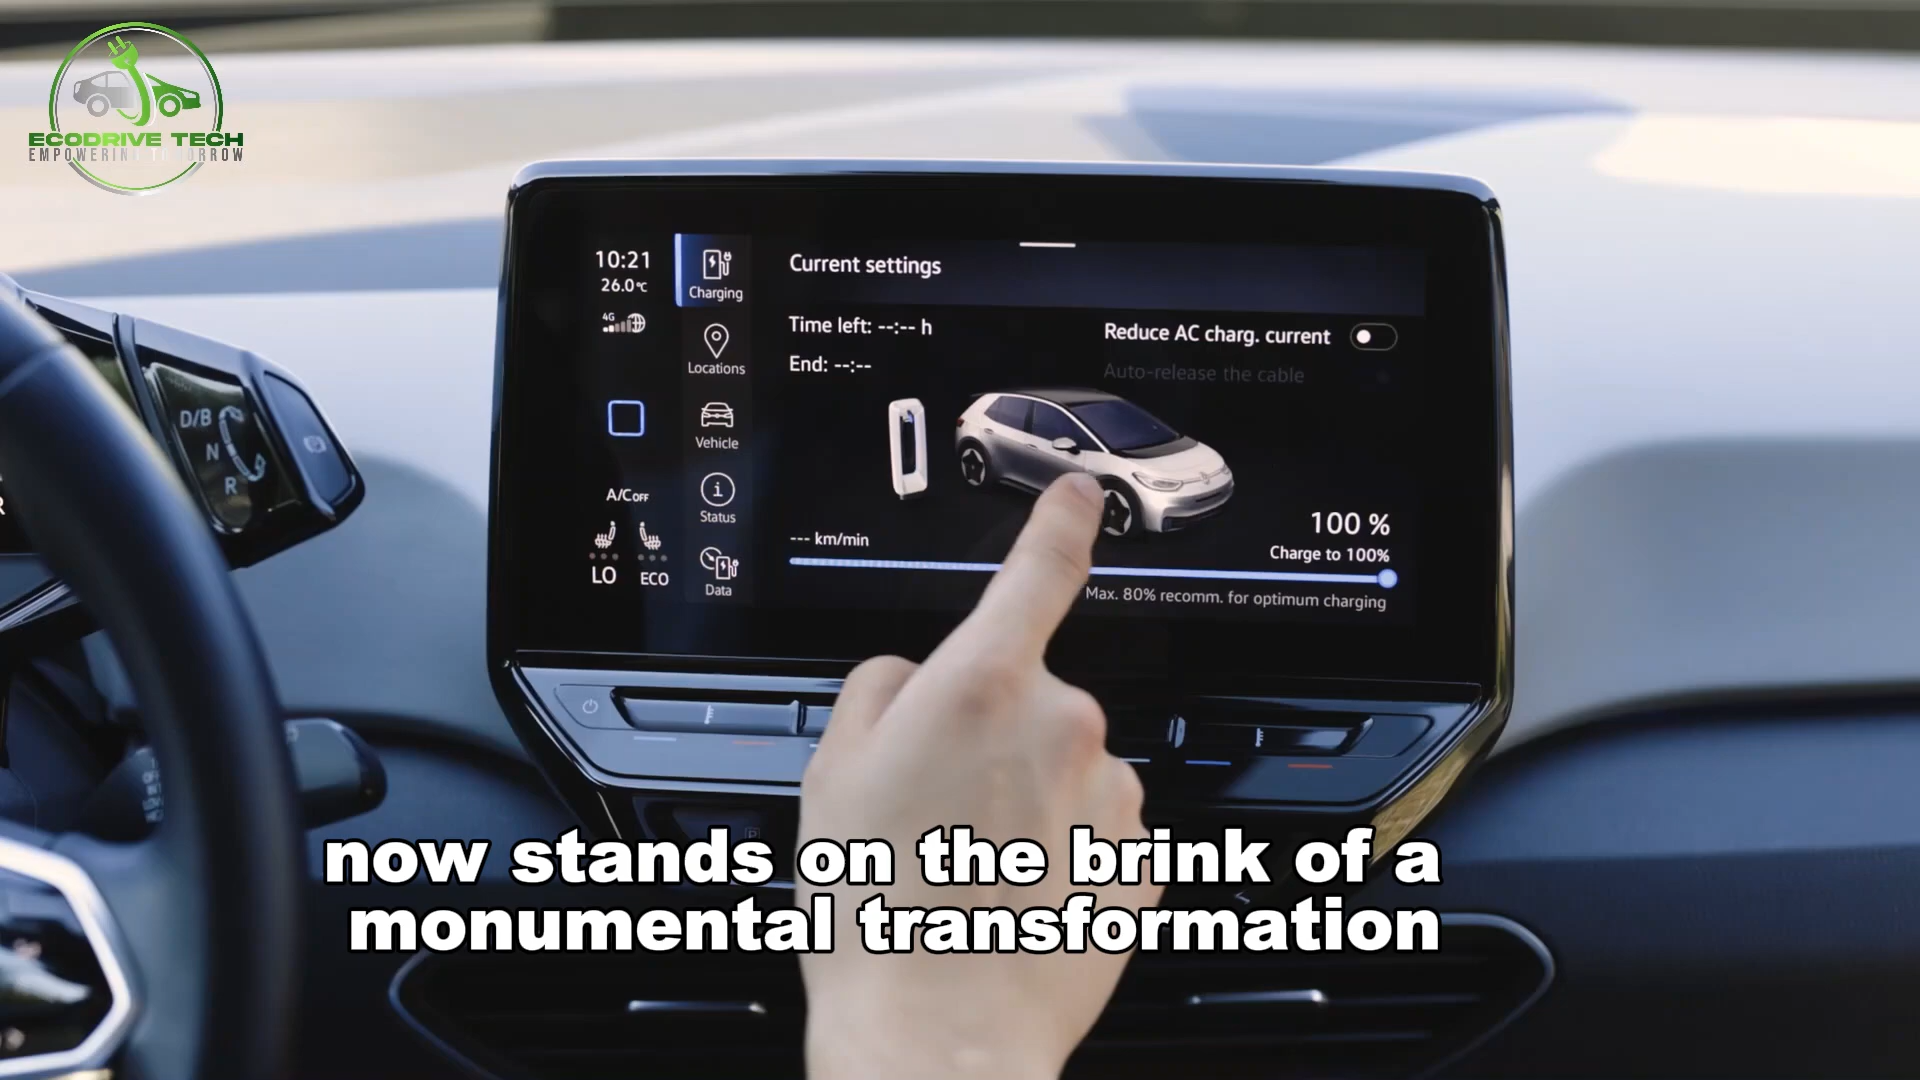 ECODRIVE TECH
EMPOWERING TOMORROW
10:21
26.0°C
4G
A/C OFF
LO
ECO
Charging
Locations
Vehicle
Status
Data
Current settings
Time left: --:-- h
End: --:--
Reduce AC charg. current
Auto-release the cable
--- km/min
100 %
Charge to 100%
Max. 80% recomm. for optimum charging
D/B
N
R
P
now stands on the brink of a
monumental transformation